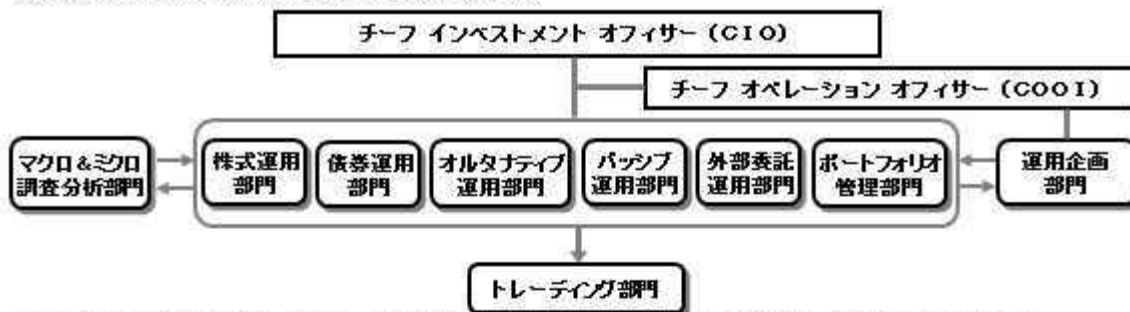 チーフ インベストメント オフィサー (CIO)
チーフ オペレーション オフィサー (COOI)
マクロ&ミクロ
調査分析部門
株式運用
部門
債券運用
部門
オルタナティブ
運用部門
パッシブ
運用部門
外部委託
運用部門
ポートフォリオ
管理部門
運用企画
部門
トレーディング部門